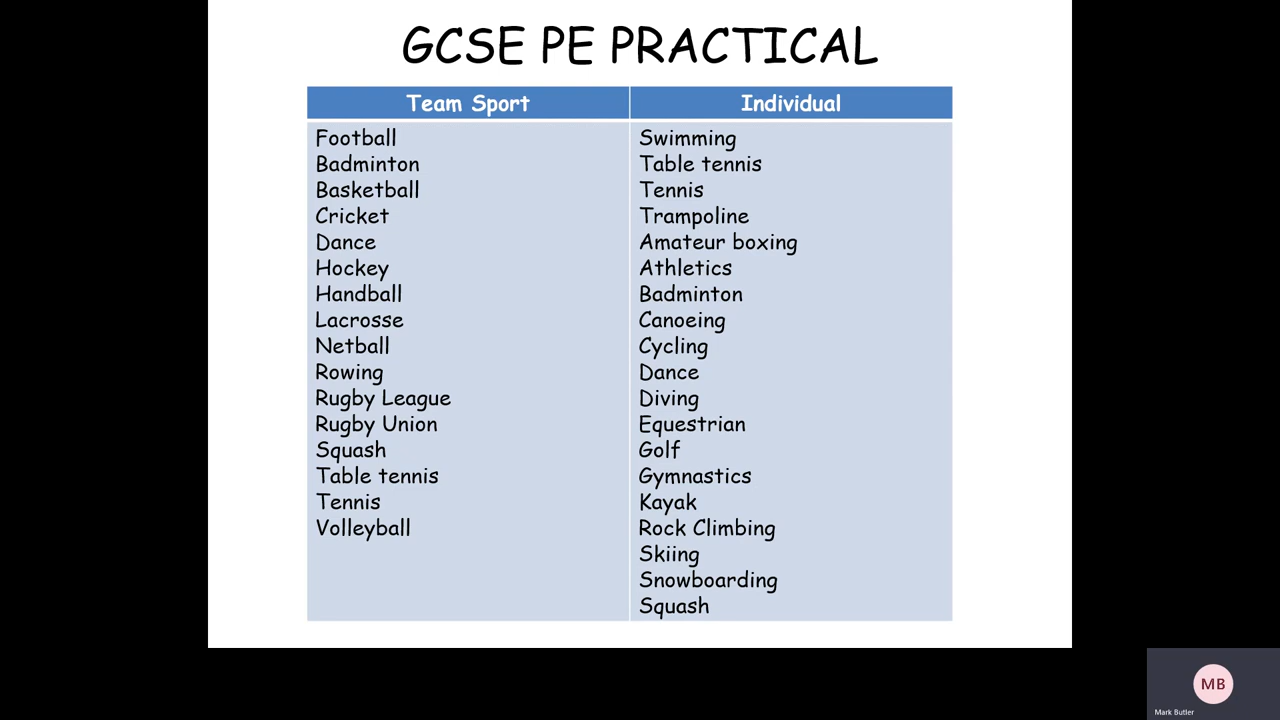 GCSE PE PRACTICAL
Team Sport
Football
Badminton
Basketball
Cricket
Dance
Hockey
Handball
Lacrosse
Netball
Rowing
Rugby League
Rugby Union
Squash
Table tennis
Tennis
Volleyball
Individual
Swimming
Table tennis
Tennis
Trampoline
Amateur boxing
Athletics
Badminton
Canoeing
Cycling
Dance
Diving
Equestrian
Golf
Gymnastics
Kayak
Rock Climbing
Skiing
Snowboarding
Squash
MB
Mark Butler